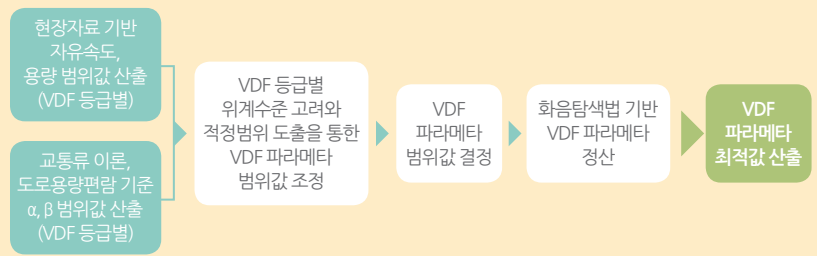 현장자료 기반
자유속도,
용량 범위값 산출
(VDF 등급별)
교통류 이론,
도로용량편람 기준
α, β 범위값 산출
(VDF 등급별)
VDF 등급별
위계수준 고려와
적정범위 도출을 통한
VDF 파라메타
범위값 조정
VDF
파라메타
범위값 결정
화음탐색법 기반
VDF 파라메타
정산
VDF
파라메타
최적값 산출